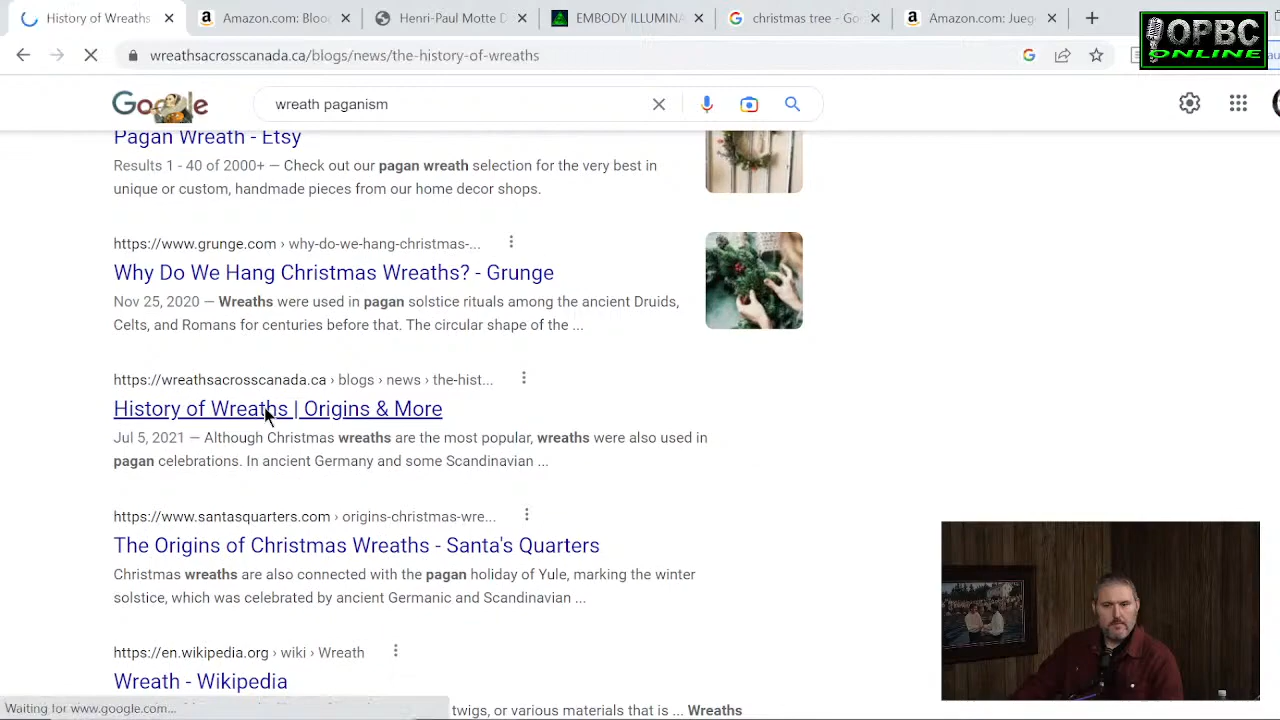 History of Wreaths
Amazon.com: Bloo
Henri-Paul Motte D
EMBODY ILLUMINA
christmas tree - Go
Amazon.com: Jueg
OPBC
ONLINE
wreathsacrosscanada.ca/blogs/news/the-history-of-wreaths
Google
wreath paganism
Pagan Wreath - Etsy
Results 1 - 40 of 2000+ — Check out our pagan wreath selection for the very best in
unique or custom, handmade pieces from our home decor shops.
https://www.grunge.com › why-do-we-hang-christmas-...
Why Do We Hang Christmas Wreaths? - Grunge
Nov 25, 2020 — Wreaths were used in pagan solstice rituals among the ancient Druids,
Celts, and Romans for centuries before that. The circular shape of the ...
https://wreathsacrosscanada.ca › blogs › news › the-hist...
History of Wreaths | Origins & More
Jul 5, 2021 — Although Christmas wreaths are the most popular, wreaths were also used in
pagan celebrations. In ancient Germany and some Scandinavian ...
https://www.santasquarters.com › origins-christmas-wre...
The Origins of Christmas Wreaths - Santa's Quarters
Christmas wreaths are also connected with the pagan holiday of Yule, marking the winter
solstice, which was celebrated by ancient Germanic and Scandinavian ...
https://en.wikipedia.org › wiki › Wreath
Wreath - Wikipedia
Waiting for www.google.com...
twigs, or various materials that is ... Wreaths